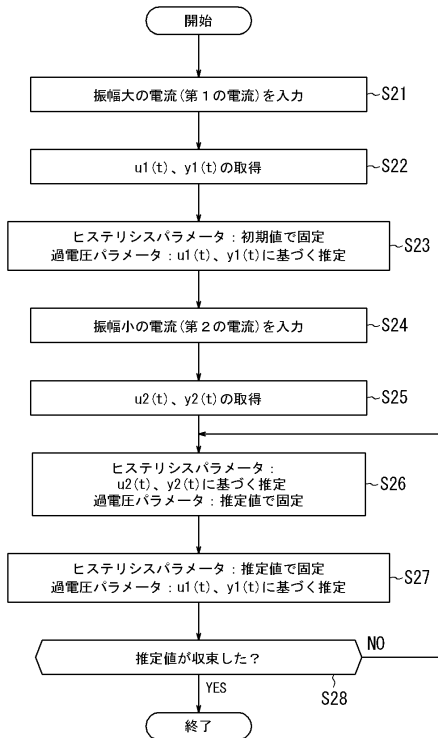 開始
振幅大の電流(第1の電流)を入力
S21
u1(t)、y1(t)の取得
S22
ヒステリシスパラメータ:初期値で固定
過電圧パラメータ:u1(t)、y1(t)に基づく推定
S23
振幅小の電流(第2の電流)を入力
S24
u2(t)、y2(t)の取得
S25
ヒステリシスパラメータ:
u2(t)、y2(t)に基づく推定
過電圧パラメータ:推定値で固定
S26
ヒステリシスパラメータ:推定値で固定
過電圧パラメータ:u1(t)、y1(t)に基づく推定
S27
推定値が収束した?
NO
S28
YES
終了